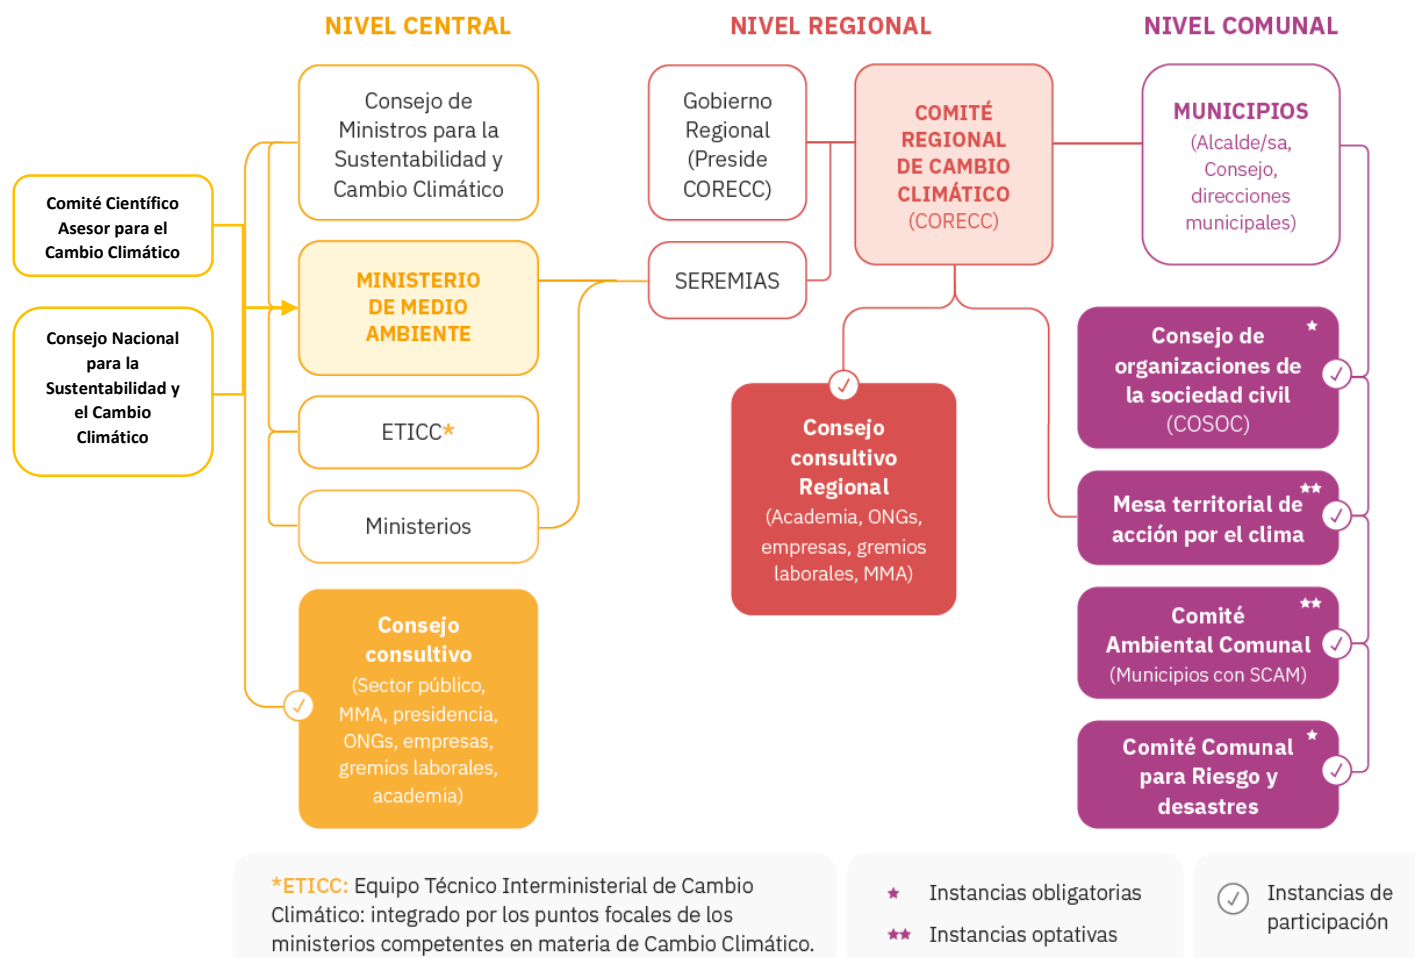 NIVEL CENTRAL
NIVEL REGIONAL
NIVEL COMUNAL
Comité Científico
Asesor para el
Cambio Climático
Consejo Nacional
para la
Sustentabilidad y
el Cambio
Climático
Consejo de
Ministros para la
Sustentabilidad y
Cambio Climático
MINISTERIO
DE MEDIO
AMBIENTE
ETICC*
Ministerios
Consejo
consultivo
(Sector público,
MMA, presidencia,
ONGs, empresas,
gremios laborales,
academia)
Gobierno
Regional
(Preside
CORECC)
SEREMIAS
COMITÉ
REGIONAL
DE CAMBIO
CLIMÁTICO
(CORECC)
Consejo
consultivo
Regional
(Academia, ONGs,
empresas, gremios
laborales, MMA)
MUNICIPIOS
(Alcalde/sa,
Consejo,
direcciones
municipales)
Consejo de
organizaciones de
la sociedad civil
(COSOC)
Mesa territorial de
acción por el clima
Comité
Ambiental Comunal
(Municipios con SCAM)
Comité Comunal
para Riesgo y
desastres
*ETICC: Equipo Técnico Interministerial de Cambio
Climático: integrado por los puntos focales de los
ministerios competentes en materia de Cambio Climático.
Instancias obligatorias
Instancias optativas
Instancias de
participación